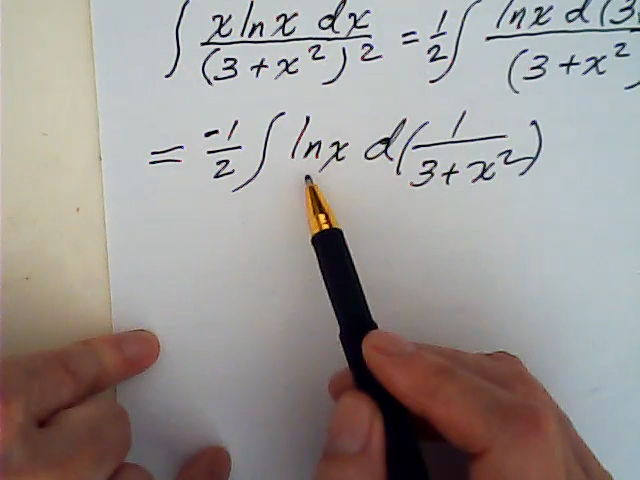 ∫ x ln x dx / (3 + x²)² = 1/2 ∫ ln x d(3 / (3 + x²
= -1/2 ∫ ln x d(1 / (3 + x²))